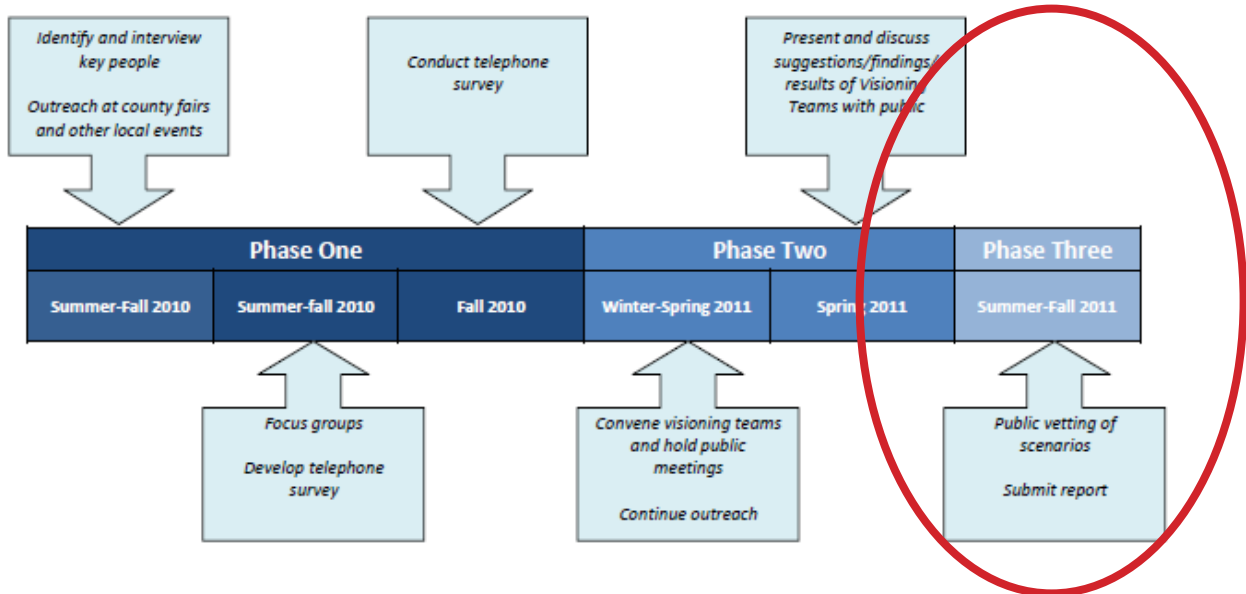 Identify and interview
key people
Outreach at county fairs
and other local events
Conduct telephone
survey
Present and discuss
suggestions/findings/
results of Visioning
Teams with public
Phase One
Phase Two
Phase Three
Summer-Fall 2010
Summer-fall 2010
Fall 2010
Winter-Spring 2011
Spring 2011
Summer-Fall 2011
Focus groups
Develop telephone
survey
Convene visioning teams
and hold public
meetings
Continue outreach
Public vetting of
scenarios
Submit report